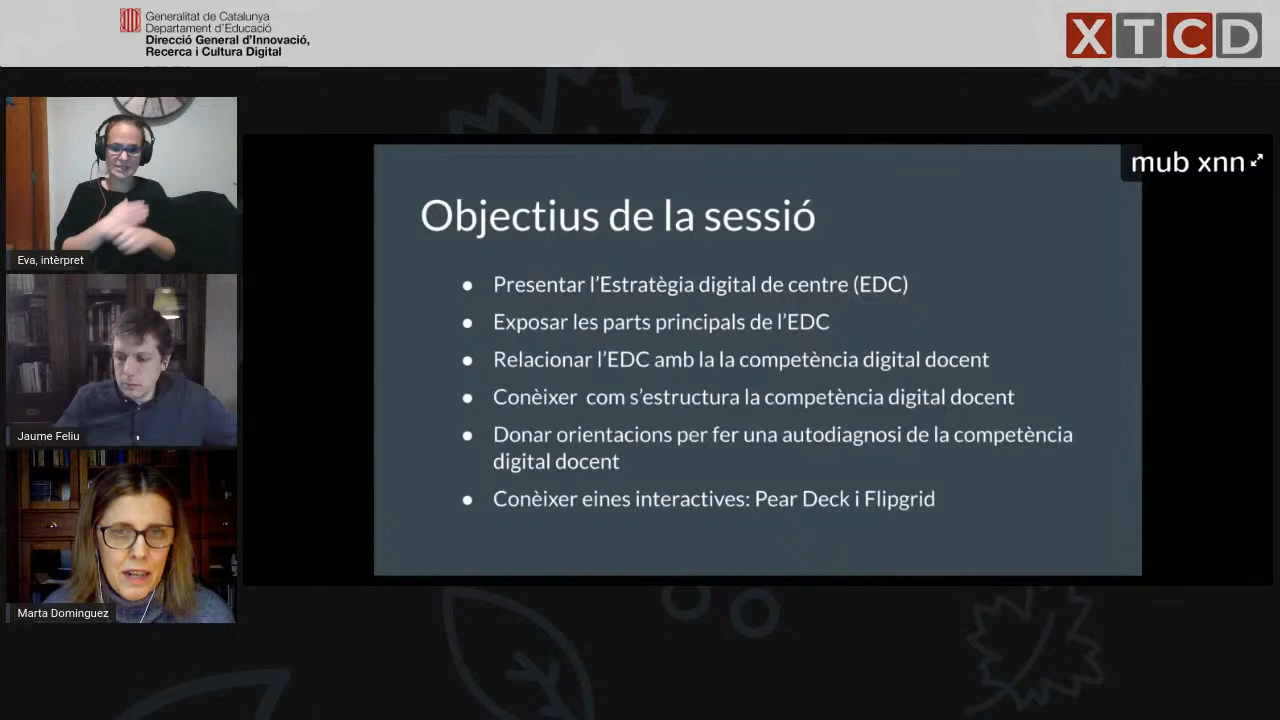 Generalitat de Catalunya
Departament d'Educació
Direcció General d'Innovació,
Recerca i Cultura Digital
XTCD
Eva, intèrpret
Jaume Feliu
Marta Dominguez
mub xnn
Objectius de la sessió
● Presentar l'Estratègia digital de centre (EDC)
● Exposar les parts principals de l'EDC
● Relacionar l'EDC amb la la competència digital docent
● Conèixer com s'estructura la competència digital docent
● Donar orientacions per fer una autodiagnosi de la competència
digital docent
● Conèixer eines interactives: Pear Deck i Flipgrid